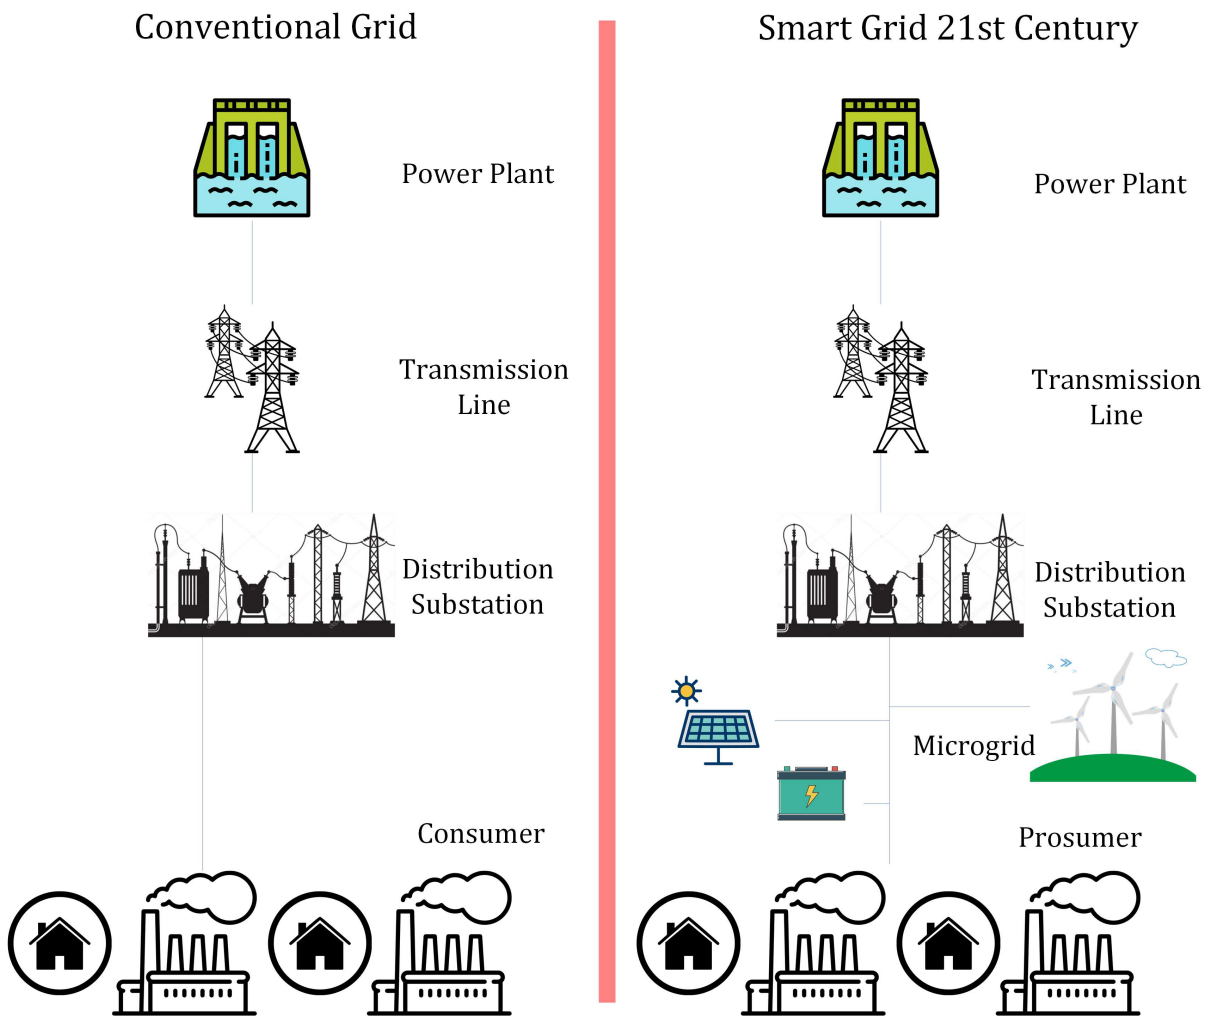 Conventional Grid
Power Plant
Transmission
Line
Distribution
Substation
Consumer
Smart Grid 21st Century
Power Plant
Transmission
Line
Distribution
Substation
Microgrid
Prosumer